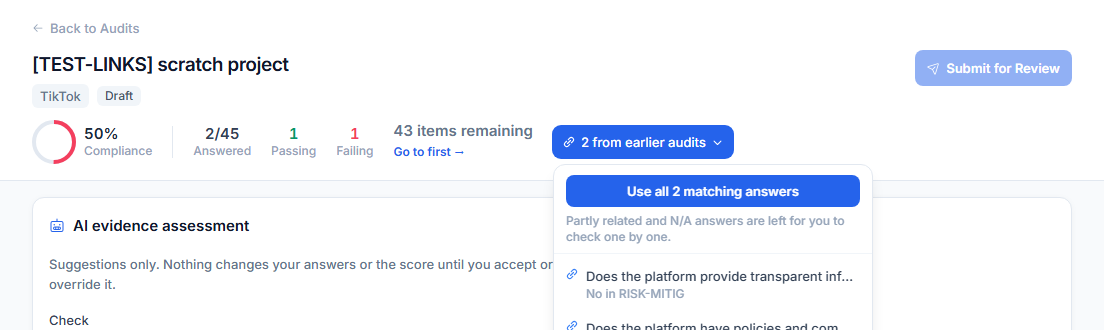 ← Back to Audits
[TEST-LINKS] scratch project
Submit for Review
TikTok Draft
50%
Compliance
2/45
Answered
1
Passing
1
Failing
43 items remaining
Go to first →
2 from earlier audits
Use all 2 matching answers
Partly related and N/A answers are left for you to
check one by one.
Does the platform provide transparent inf...
No in RISK-MITIG
Does the platform have policies and com...
AI evidence assessment
Suggestions only. Nothing changes your answers or the score until you accept or
override it.
Check